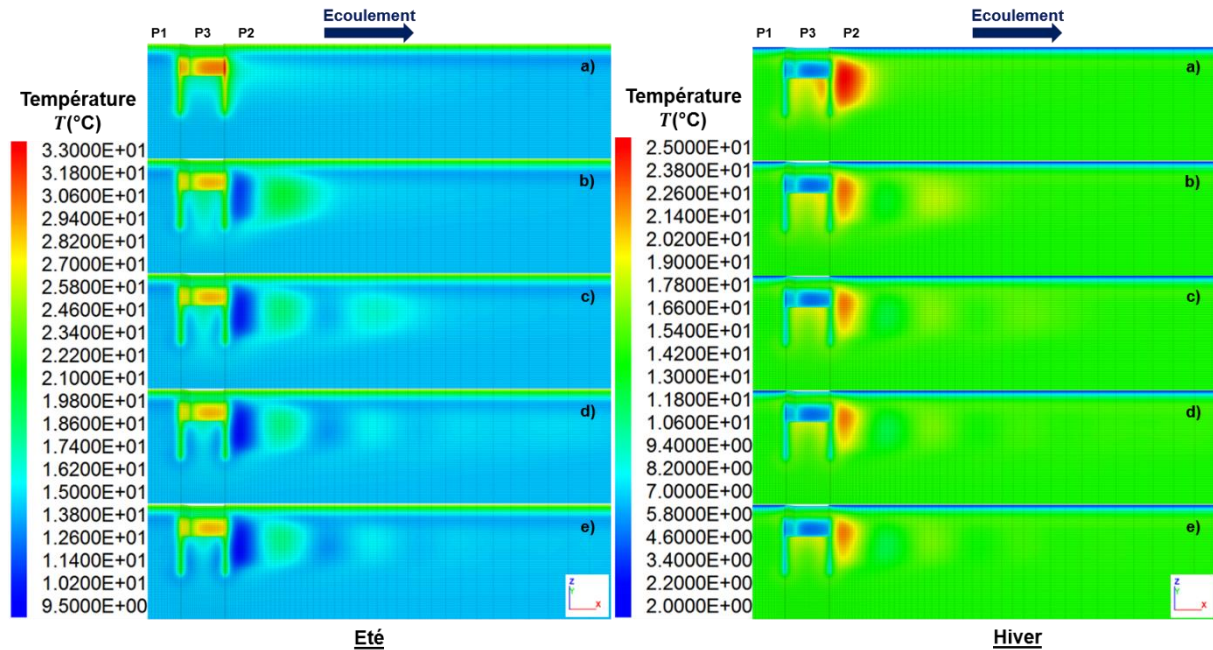 Ecoulement
P1 P3 P2
Température
T(°C)
3.3000E+01
3.1800E+01
3.0600E+01
2.9400E+01
2.8200E+01
2.7000E+01
2.5800E+01
2.4600E+01
2.3400E+01
2.2200E+01
2.1000E+01
1.9800E+01
1.8600E+01
1.7400E+01
1.6200E+01
1.5000E+01
1.3800E+01
1.2600E+01
1.1400E+01
1.0200E+01
9.5000E+00
a)
b)
c)
d)
e)
Z
Y
X
Eté
Ecoulement
P1 P3 P2
Température
T(°C)
2.5000E+01
2.3800E+01
2.2600E+01
2.1400E+01
2.0200E+01
1.9000E+01
1.7800E+01
1.6600E+01
1.5400E+01
1.4200E+01
1.3000E+01
1.1800E+01
1.0600E+01
9.4000E+00
8.2000E+00
7.0000E+00
5.8000E+00
4.6000E+00
3.4000E+00
2.2000E+00
2.0000E+00
a)
b)
c)
d)
e)
Z
Y
X
Hiver